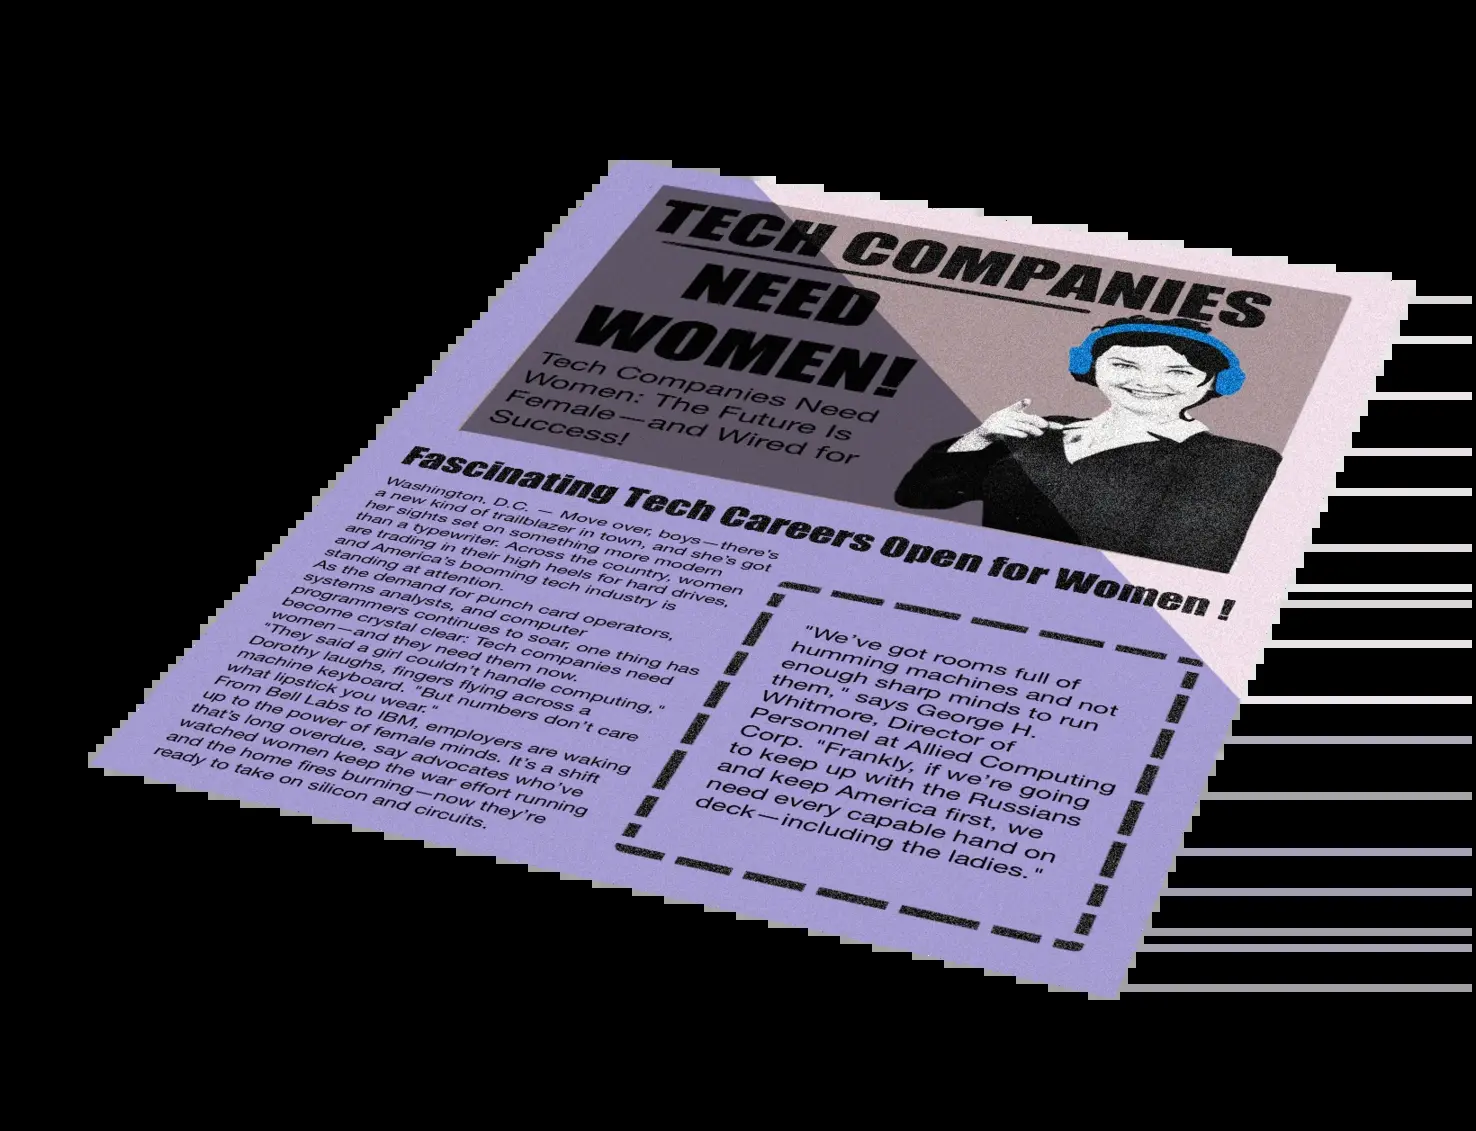 TECH COMPANIES
NEED
WOMEN!
Tech Companies Need
Women: The Future Is
Female—and Wired for
Success!
Fascinating Tech Careers Open for Women !
Washington, D.C. — Move over, boys—there's
a new kind of trailblazer in town, and she's got
her sights set on something more modern
than a typewriter. Across the country, women
are trading in their high heels for hard drives,
and America's booming tech industry is
standing at attention.
As the demand for punch card operators,
systems analysts, and computer
programmers continues to soar, one thing has
become crystal clear: Tech companies need
women—and they need them now.
"They said a girl couldn't handle computing,"
Dorothy laughs, fingers flying across a
machine keyboard. "But numbers don't care
what lipstick you wear."
From Bell Labs to IBM, employers are waking
up to the power of female minds. It's a shift
that's long overdue, say advocates who've
watched women keep the war effort running
and the home fires burning—now they're
ready to take on silicon and circuits.
"We've got rooms full of
humming machines and not
enough sharp minds to run
them," says George H.
Whitmore, Director of
Personnel at Allied Computing
Corp. "Frankly, if we're going
to keep up with the Russians
and keep America first, we
need every capable hand on
deck—including the ladies."